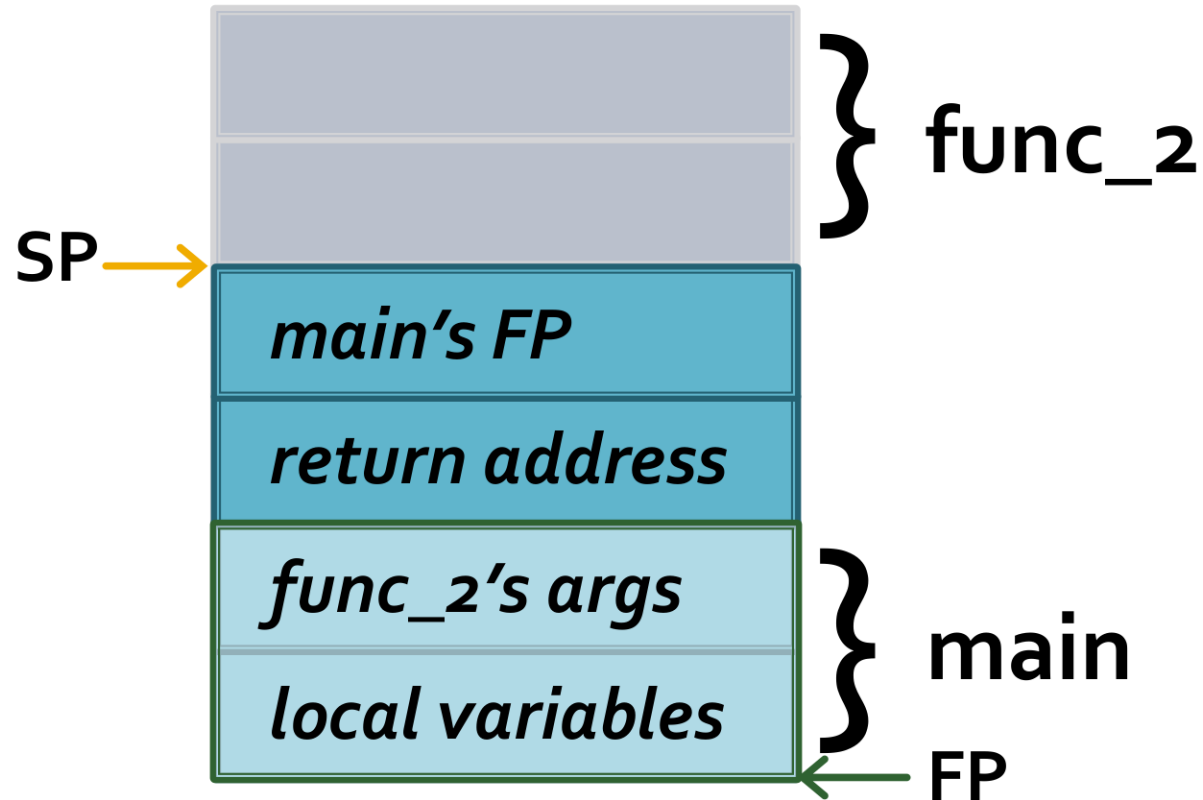 func_2
SP
main’s FP
return address
func_2’s args
main
local variables
FP